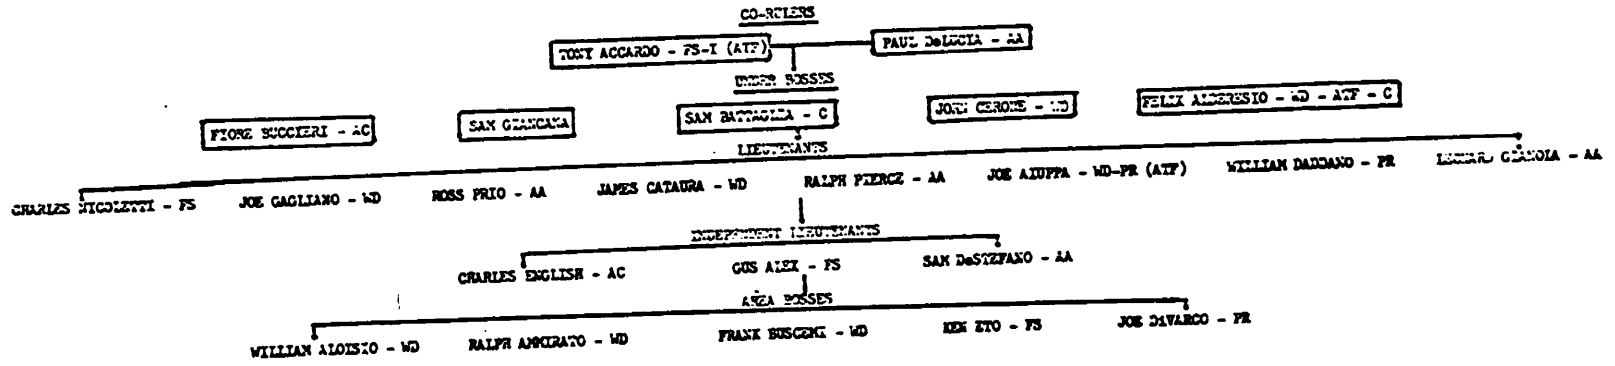 CO-RULERS
TONY ACCARDO - FS-I (ATF)
PAUL DeLUCIA - AA
UNDER BOSSES
FIORE BUCCIERI - AC
SAM GIANCANA
SAM BATTAGLIA - C
JOHN CERONE - WD
FELIX ALDERESIO - WD - ATF - C
LIEUTENANTS
CHARLES NICOLETTI - FS
JOE GAGLIANO - WD
ROSS PRIO - AA
JAMES CATAURA - WD
RALPH PIERCE - AA
JOE AIUPPA - WD-PR (ATF)
WILLIAM DADDANO - PR
LEONARD GIANOLA - AA
INDEPENDENT LIEUTENANTS
CHARLES ENGLISH - AC
GUS ALEX - FS
SAM DeSTEFANO - AA
AREA BOSSES
WILLIAM ALOISIO - WD
RALPH AMMIRATO - WD
FRANK BUSCEMI - WD
KEN ETO - FS
JOE DiVARCO - PR